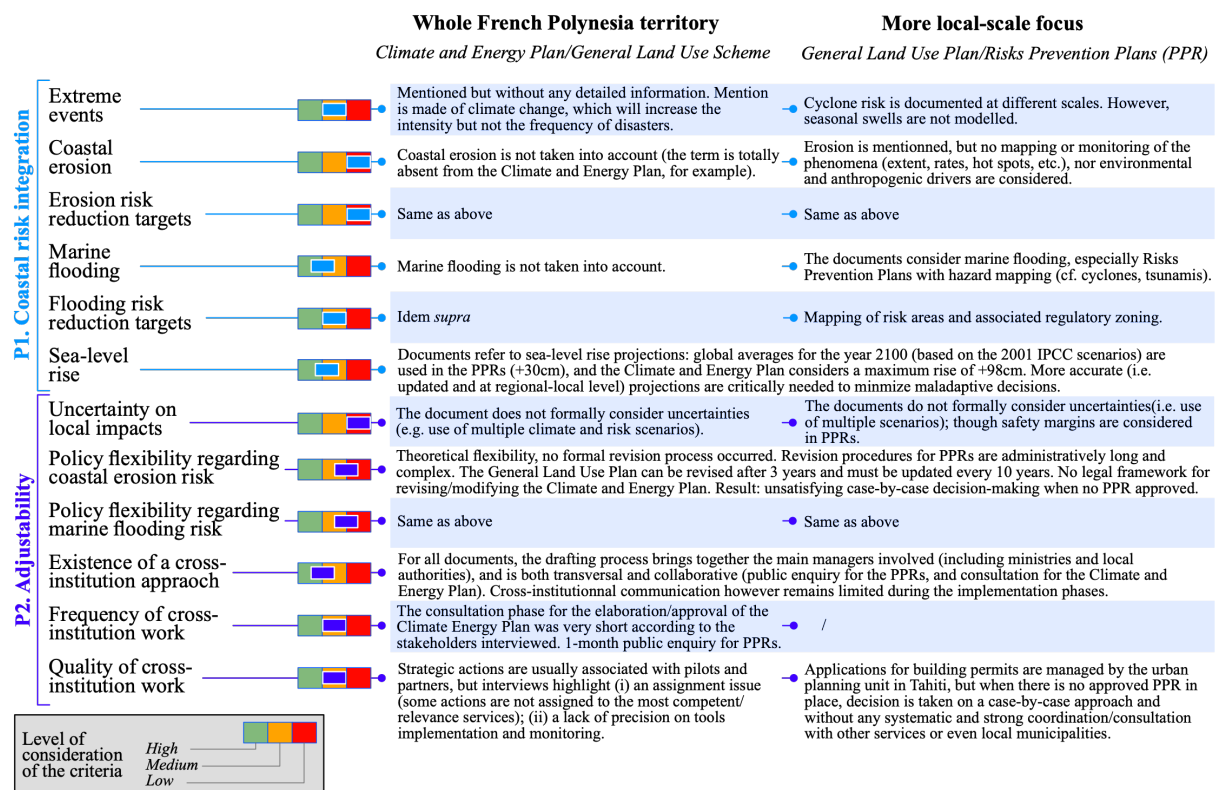 Whole French Polynesia territory
Climate and Energy Plan/General Land Use Scheme
More local-scale focus
General Land Use Plan/Risks Prevention Plans (PPR)
P1. Coastal risk integration
Extreme
events
Mentioned but without any detailed information. Mention
is made of climate change, which will increase the
intensity but not the frequency of disasters.
Cyclone risk is documented at different scales. However,
seasonal swells are not modelled.
Coastal
erosion
Coastal erosion is not taken into account (the term is totally
absent from the Climate and Energy Plan, for example).
Erosion is mentionned, but no mapping or monitoring of the
phenomena (extent, rates, hot spots, etc.), nor environmental
and anthropogenic drivers are considered.
Erosion risk
reduction targets
Same as above
Same as above
Marine
flooding
Marine flooding is not taken into account.
The documents consider marine flooding, especially Risks
Prevention Plans with hazard mapping (cf. cyclones, tsunamis).
Flooding risk
reduction targets
Idem supra
Mapping of risk areas and associated regulatory zoning.
Sea-level
rise
Documents refer to sea-level rise projections: global averages for the year 2100 (based on the 2001 IPCC scenarios) are
used in the PPRs (+30cm), and the Climate and Energy Plan considers a maximum rise of +98cm. More accurate (i.e.
updated and at regional-local level) projections are critically needed to minmize maladaptive decisions.
P2. Adjustability
Uncertainty on
local impacts
The document does not formally consider uncertainties
(e.g. use of multiple climate and risk scenarios).
The documents do not formally consider uncertainties(i.e. use
of multiple scenarios); though safety margins are considered
in PPRs.
Policy flexibility regarding
coastal erosion risk
Theoretical flexibility, no formal revision process occurred. Revision procedures for PPRs are administratively long and
complex. The General Land Use Plan can be revised after 3 years and must be updated every 10 years. No legal framework for
revising/modifying the Climate and Energy Plan. Result: unsatisfying case-by-case decision-making when no PPR approved.
Policy flexibility regarding
marine flooding risk
Same as above
Same as above
Existence of a cross-
institution appraoch
For all documents, the drafting process brings together the main managers involved (including ministries and local
authorities), and is both transversal and collaborative (public enquiry for the PPRs, and consultation for the Climate and
Energy Plan). Cross-institutionnal communication however remains limited during the implementation phases.
Frequency of cross-
institution work
The consultation phase for the elaboration/approval of the
Climate Energy Plan was very short according to the
stakeholders interviewed. 1-month public enquiry for PPRs.
/
Quality of cross-
institution work
Strategic actions are usually associated with pilots and
partners, but interviews highlight (i) an assignment issue
(some actions are not assigned to the most competent/
relevance services); (ii) a lack of precision on tools
implementation and monitoring.
Applications for building permits are managed by the urban
planning unit in Tahiti, but when there is no approved PPR in
place, decision is taken on a case-by-case approach and
without any systematic and strong coordination/consultation
with other services or even local municipalities.
Level of
consideration
of the criteria
High
Medium
Low